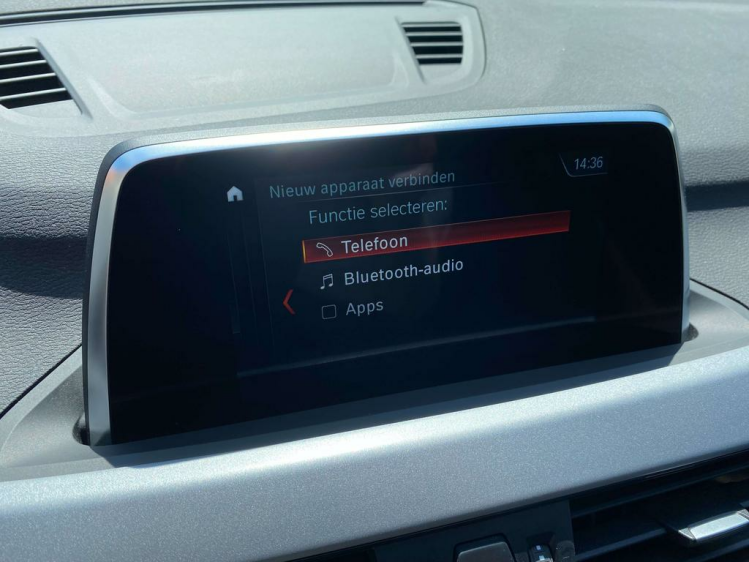 14:36
Nieuw apparaat verbinden
Functie selecteren:
Telefoon
Bluetooth-audio
Apps